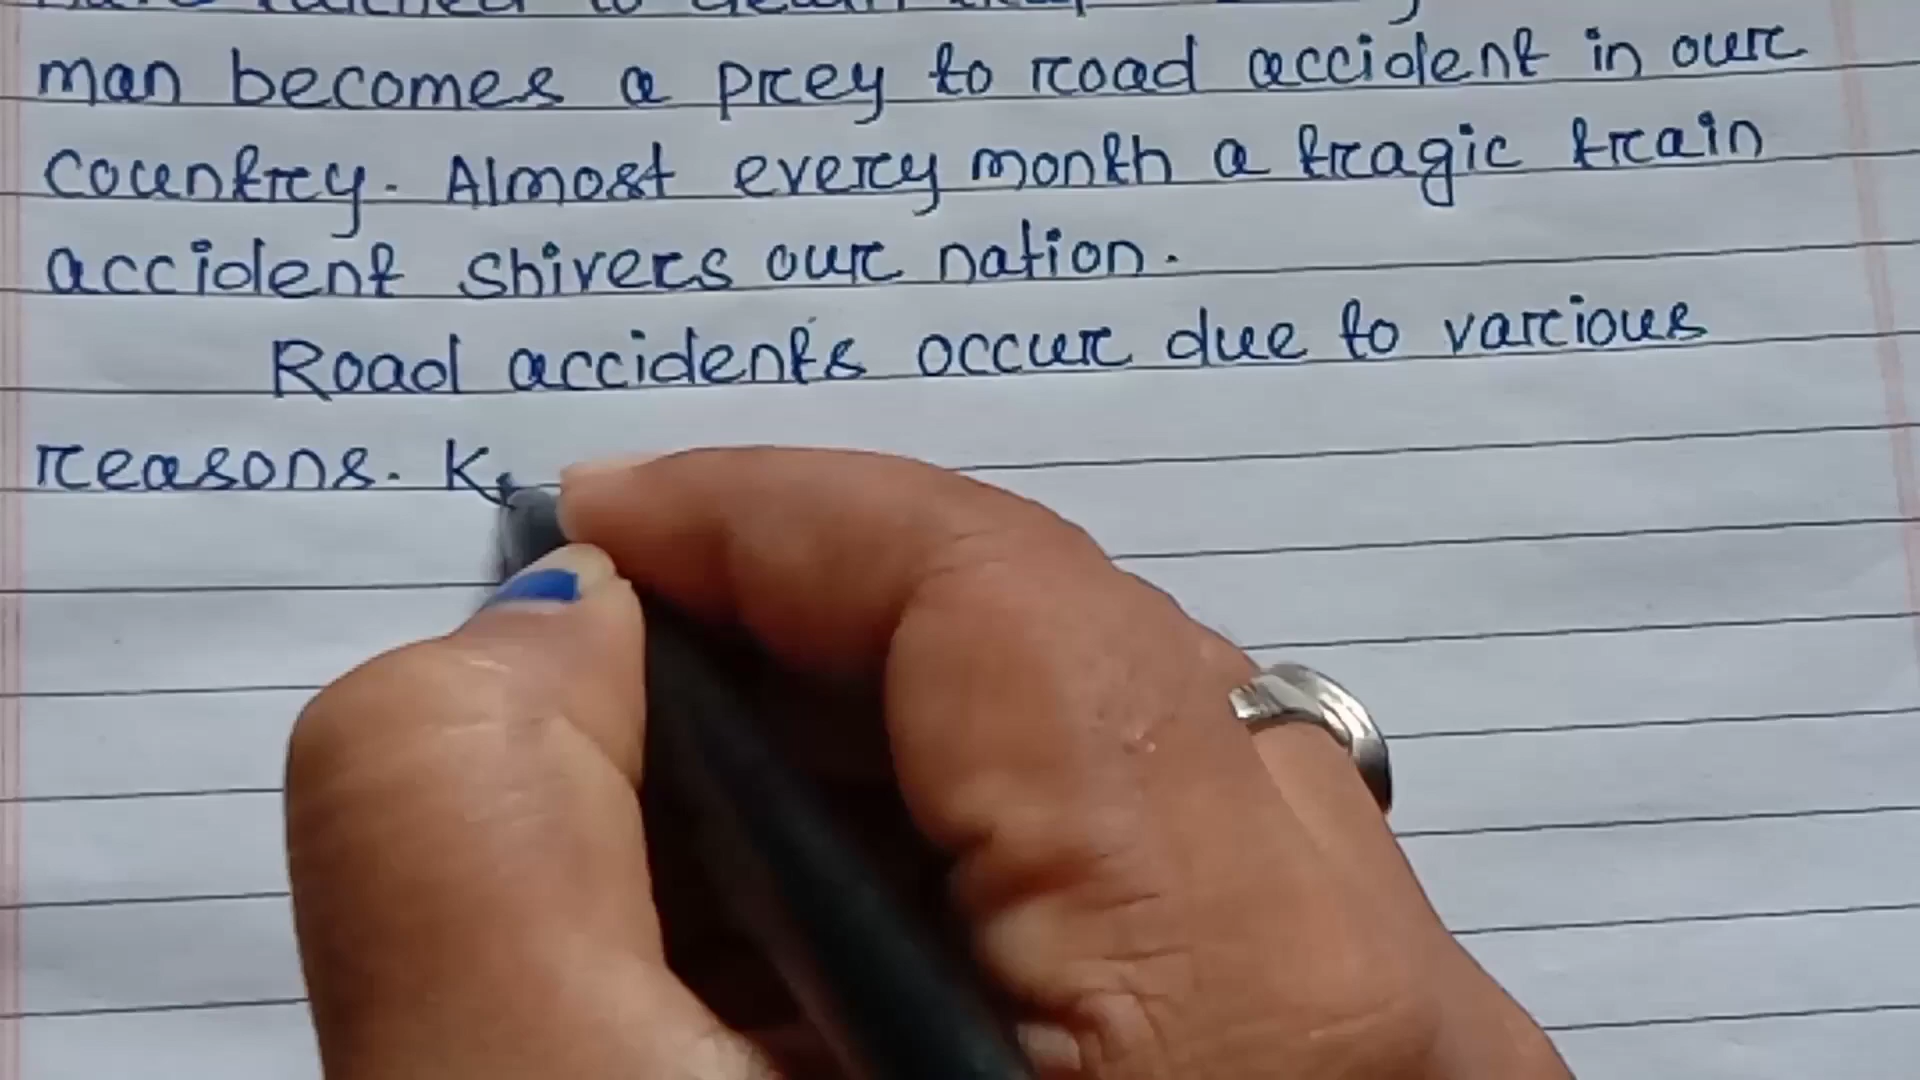 man becomes a prey to road accident in our
country. Almost every month a tragic train
accident shivers our nation.
Road accidents occur due to various
reasons. K